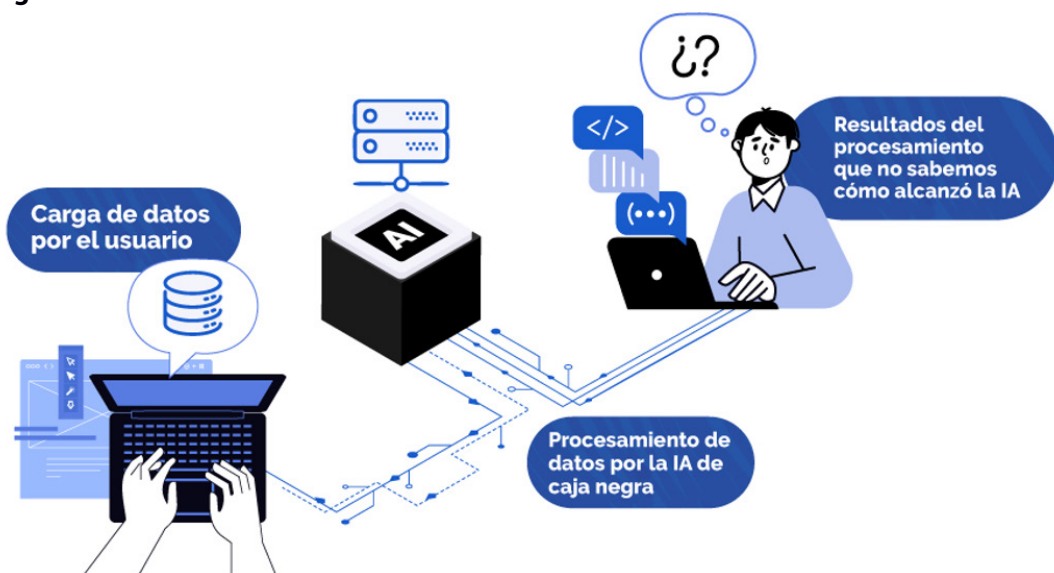 ¿?
</>
Resultados del
procesamiento
que no sabemos
cómo alcanzó la IA
Carga de datos
por el usuario
AI
(•••)
Procesamiento de
datos por la IA de
caja negra